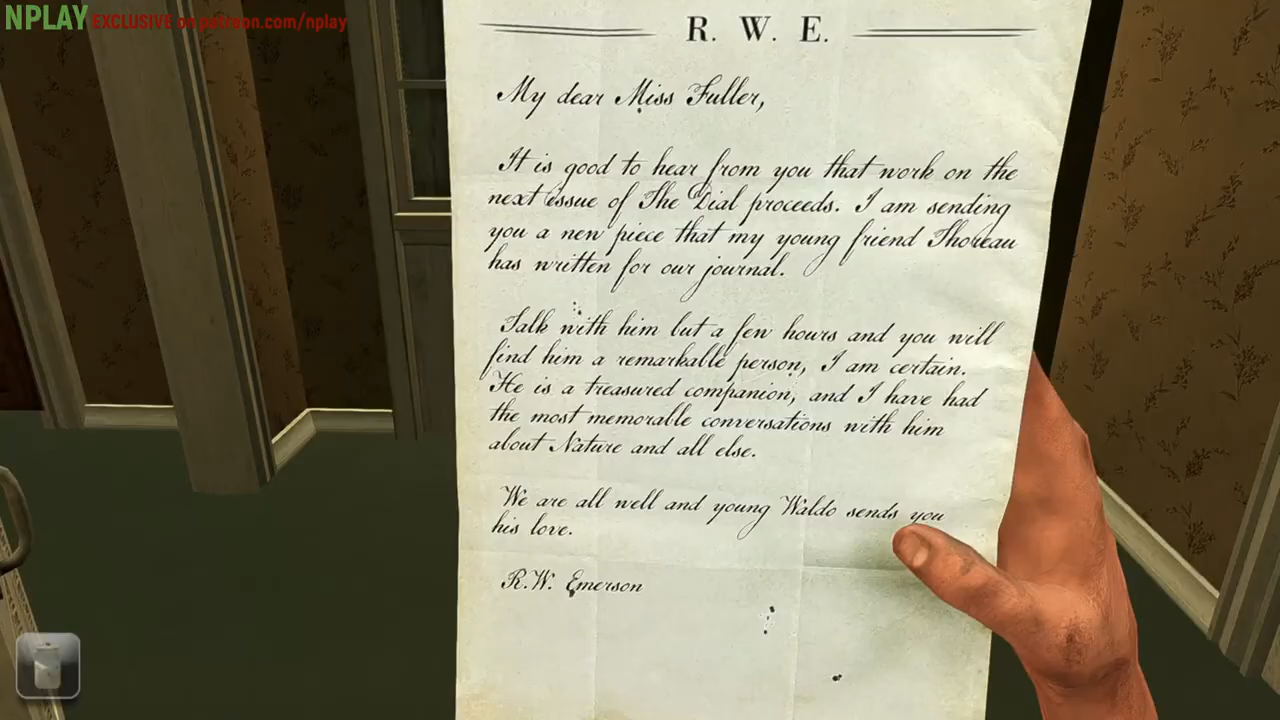 NPLAY EXCLUSIVE on patreon.com/nplay
R. W. E.
My dear Miss Fuller,
It is good to hear from you that work on the
next issue of The Dial proceeds. I am sending
you a new piece that my young friend Thoreau
has written for our journal.
Talk with him but a few hours and you will
find him a remarkable person, I am certain.
He is a treasured companion, and I have had
the most memorable conversations with him
about Nature and all else.
We are all well and young Waldo sends you
his love.
R.W. Emerson